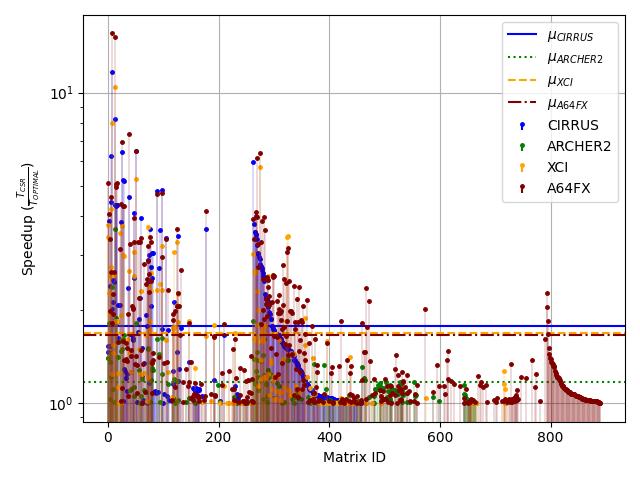 Speedup (T_CSR/T_OPTIMAL)
10^1
10^0
0
200
400
600
800
Matrix ID
μ_CIRRUS
μ_ARCHER2
μ_XCI
μ_A64FX
CIRRUS
ARCHER2
XCI
A64FX